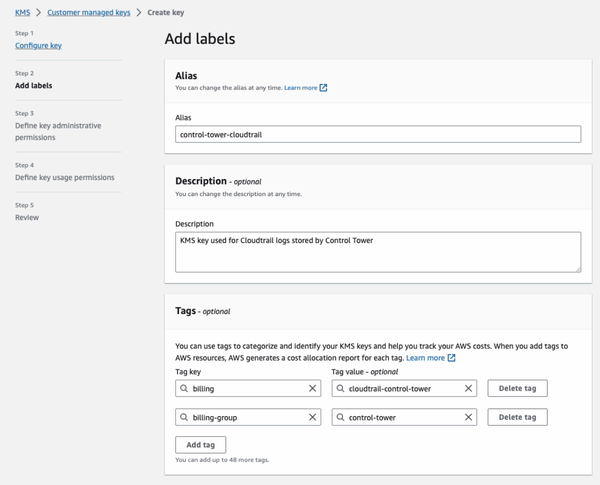 KMS > Customer managed keys > Create key
Step 1
Configure key
Step 2
Add labels
Step 3
Define key administrative
permissions
Step 4
Define key usage permissions
Step 5
Review
Add labels
Alias
You can change the alias at any time. Learn more
Alias
control-tower-cloudtrail
Description - optional
You can change the description at any time.
Description
KMS key used for Cloudtrail logs stored by Control Tower
Tags - optional
You can use tags to categorize and identify your KMS keys and help you track your AWS costs. When you add tags to
AWS resources, AWS generates a cost allocation report for each tag. Learn more
Tag key Tag value - optional
billing cloudtrail-control-tower Delete tag
billing-group control-tower Delete tag
Add tag
You can add up to 48 more tags.